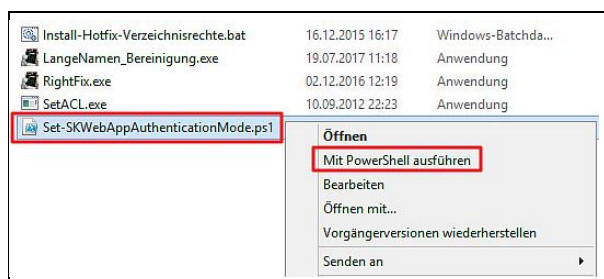 Install-Hotfix-Verzeichnisrechte.bat 16.12.2015 16:17 Windows-Batchda...
LangeNamen_Bereinigung.exe 19.07.2017 11:18 Anwendung
RightFix.exe 02.12.2016 12:19 Anwendung
SetACL.exe 10.09.2012 22:23 Anwendung
Set-SKWebAppAuthenticationMode.ps1
Öffnen
Mit PowerShell ausführen
Bearbeiten
Öffnen mit...
Vorgängerversionen wiederherstellen
Senden an